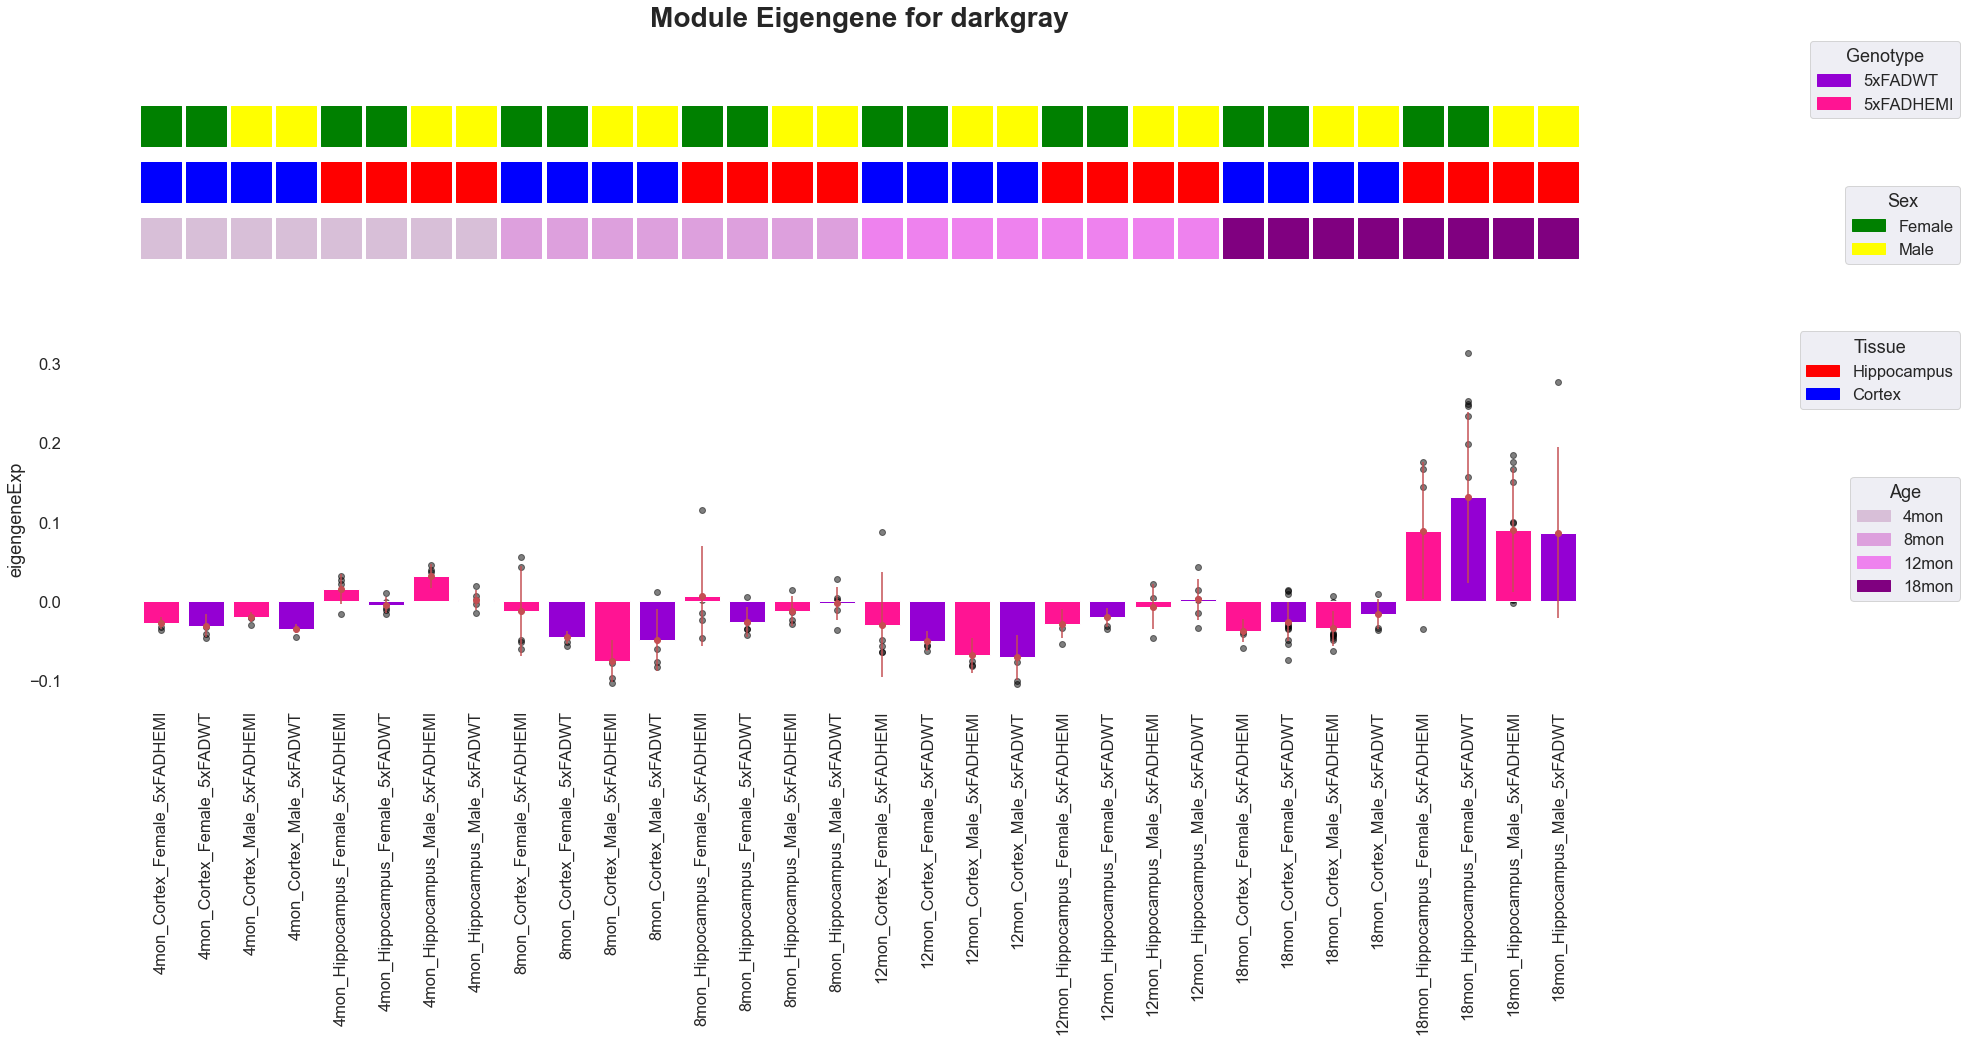 Module Eigengene for darkgray
Genotype
5xFADWT
5xFADHEMI
Sex
Female
Male
Tissue
Hippocampus
Cortex
Age
4mon
8mon
12mon
18mon
eigengeneExp
0.3
0.2
0.1
0.0
−0.1
4mon_Cortex_Female_5xFADHEMI
4mon_Cortex_Female_5xFADWT
4mon_Cortex_Male_5xFADHEMI
4mon_Cortex_Male_5xFADWT
4mon_Hippocampus_Female_5xFADHEMI
4mon_Hippocampus_Female_5xFADWT
4mon_Hippocampus_Male_5xFADHEMI
4mon_Hippocampus_Male_5xFADWT
8mon_Cortex_Female_5xFADHEMI
8mon_Cortex_Female_5xFADWT
8mon_Cortex_Male_5xFADHEMI
8mon_Cortex_Male_5xFADWT
8mon_Hippocampus_Female_5xFADHEMI
8mon_Hippocampus_Female_5xFADWT
8mon_Hippocampus_Male_5xFADHEMI
8mon_Hippocampus_Male_5xFADWT
12mon_Cortex_Female_5xFADHEMI
12mon_Cortex_Female_5xFADWT
12mon_Cortex_Male_5xFADHEMI
12mon_Cortex_Male_5xFADWT
12mon_Hippocampus_Female_5xFADHEMI
12mon_Hippocampus_Female_5xFADWT
12mon_Hippocampus_Male_5xFADHEMI
12mon_Hippocampus_Male_5xFADWT
18mon_Cortex_Female_5xFADHEMI
18mon_Cortex_Female_5xFADWT
18mon_Cortex_Male_5xFADHEMI
18mon_Cortex_Male_5xFADWT
18mon_Hippocampus_Female_5xFADHEMI
18mon_Hippocampus_Female_5xFADWT
18mon_Hippocampus_Male_5xFADHEMI
18mon_Hippocampus_Male_5xFADWT